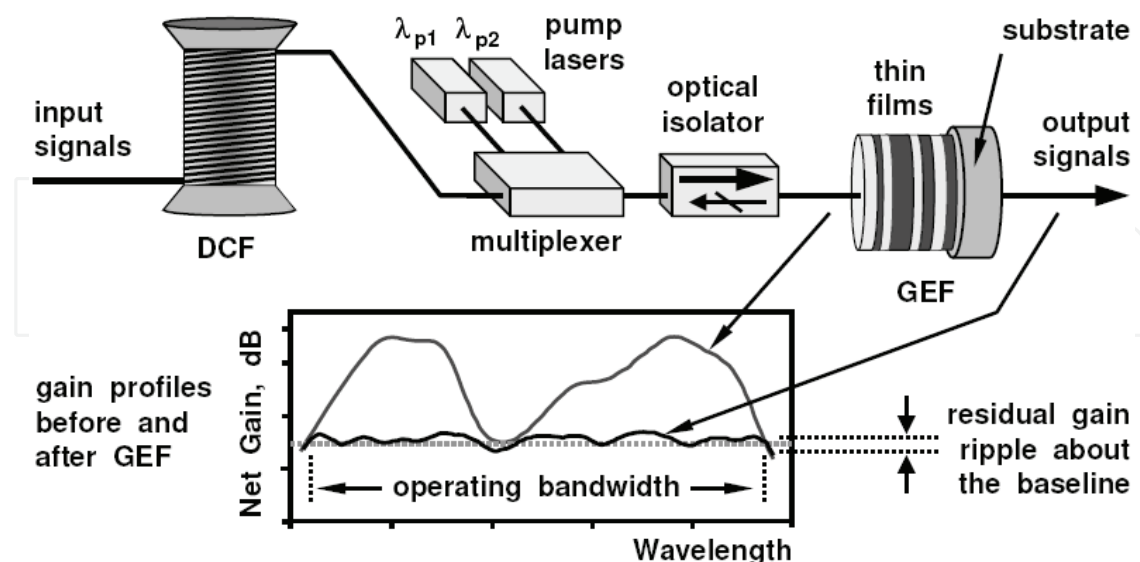 λp1 λp2
pump
lasers
substrate
thin
films
optical
isolator
input
signals
output
signals
DCF
multiplexer
GEF
gain profiles
before and
after GEF
Net Gain, dB
operating bandwidth
residual gain
ripple about
the baseline
Wavelength